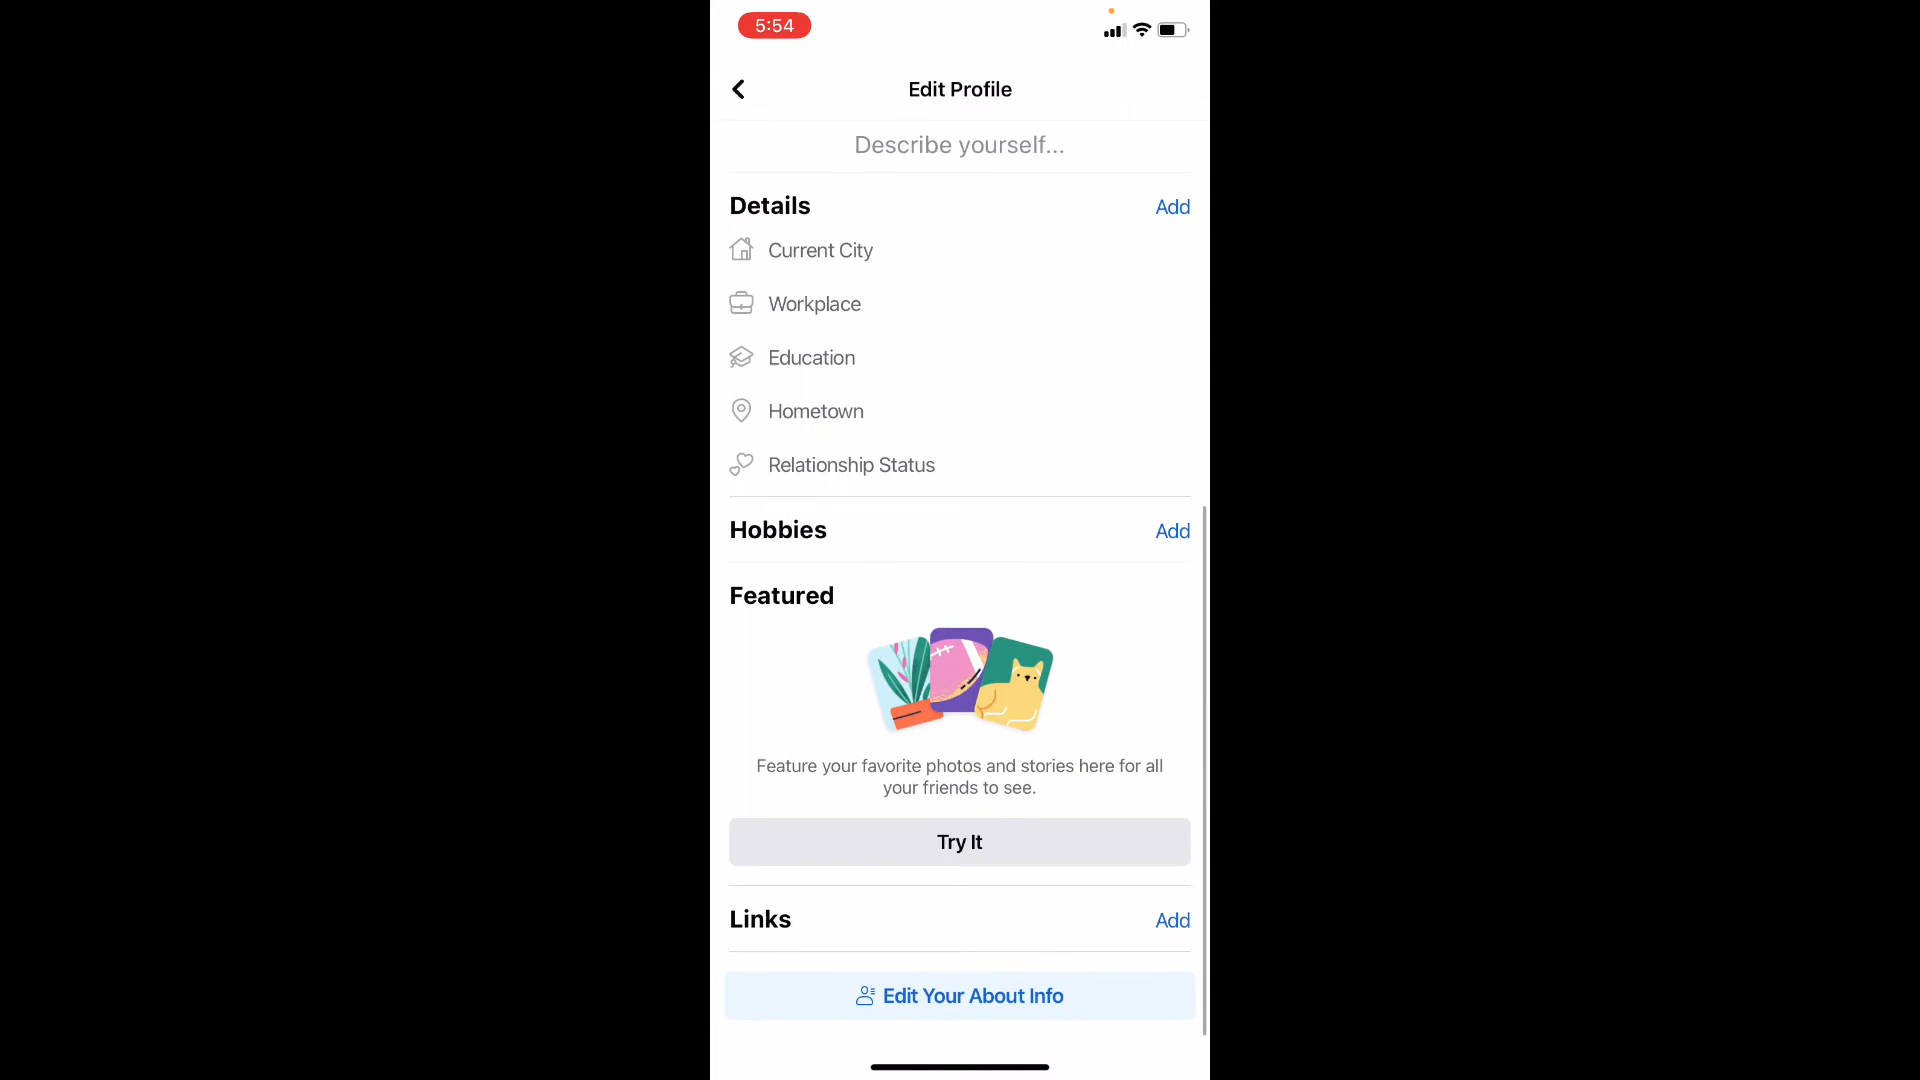 5:54
Edit Profile
Describe yourself...
Details
Add
Current City
Workplace
Education
Hometown
Relationship Status
Hobbies
Add
Featured
Feature your favorite photos and stories here for all
your friends to see.
Try It
Links
Add
Edit Your About Info